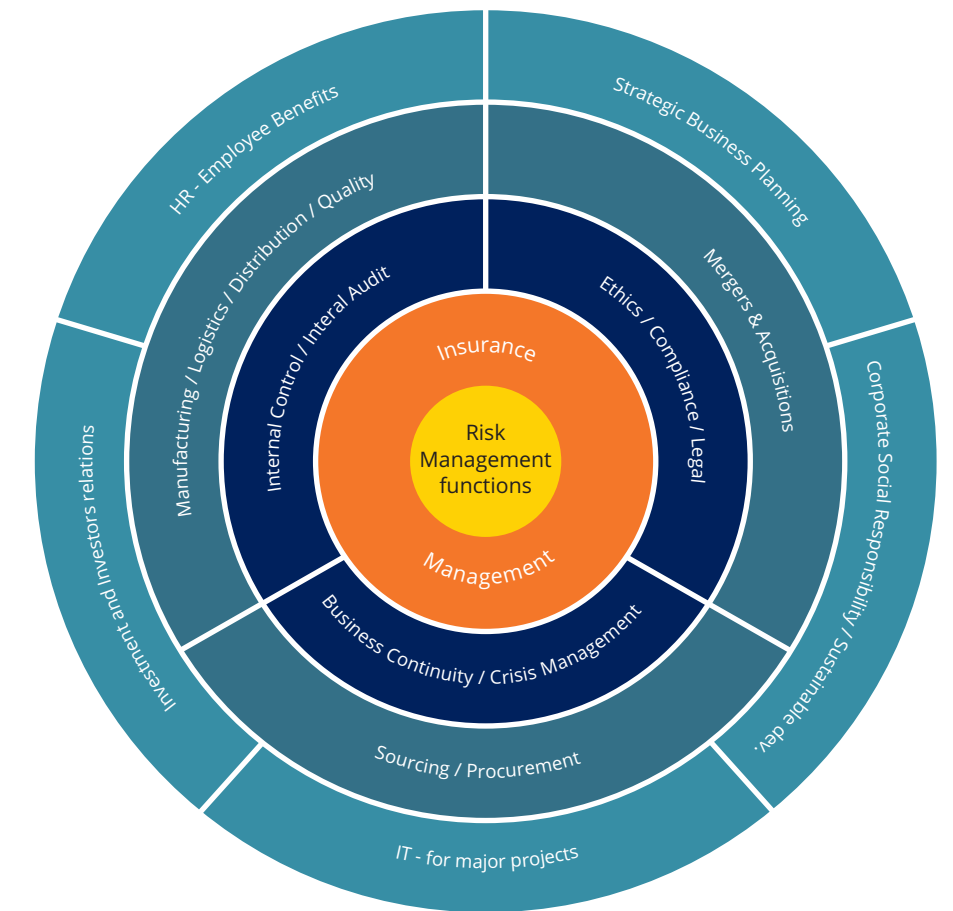 HR - Employee Benefits
Strategic Business Planning
Manufacturing / Logistics / Distribution / Quality
Mergers & Acquisitions
Internal Control / Interal Audit
Ethics / Compliance / Legal
Insurance
Risk
Management
functions
Management
Business Continuity / Crisis Management
Investment and Investors relations
Corporate Social Responsibility / Sustainable dev.
Sourcing / Procurement
IT - for major projects